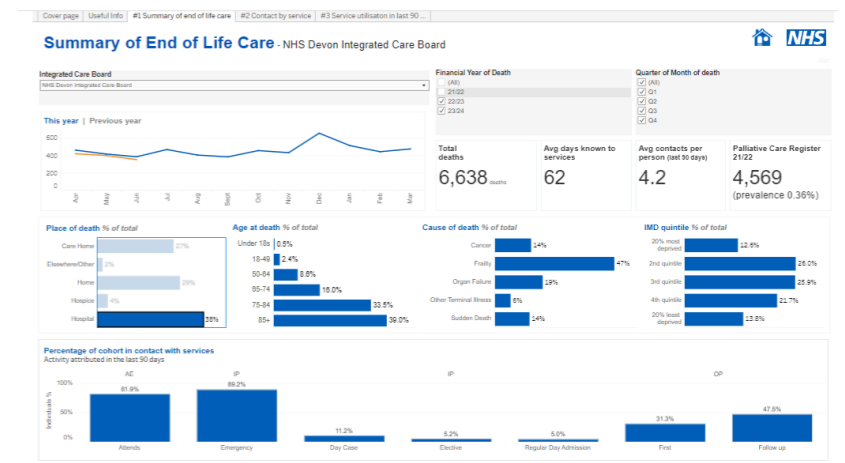 Cover page | Useful Info | #1 Summary of end of life care | #2 Contact by service | #3 Service utilisaton in last 90 ...
Summary of End of Life Care - NHS Devon Integrated Care Board
NHS
Integrated Care Board
NHS Devon Integrated Care Board
Financial Year of Death
(All)
21/22
22/23
23/24
Quarter of Month of death
(All)
Q1
Q2
Q3
Q4
This year | Previous year
600
400
200
0
Apr May Jun Jul Aug Sept Oct Nov Dec Jan Feb Mar
Total deaths
6,638 deaths
Avg days known to services
62
Avg contacts per person (last 90 days)
4.2
Palliative Care Register 21/22
4,569
(prevalence 0.36%)
Place of death % of total
Care Home 27%
Elsewhere/Other 2%
Home 29%
Hospice 4%
Hospital 38%
Age at death % of total
Under 18s 0.5%
18-49 2.4%
50-64 8.6%
65-74 16.0%
75-84 33.5%
85+ 39.0%
Cause of death % of total
Cancer 14%
Frailty 47%
Organ Failure 19%
Other Terminal Illness 6%
Sudden Death 14%
IMD quintile % of total
20% most deprived 12.6%
2nd quintile 26.0%
3rd quintile 25.9%
4th quintile 21.7%
20% least deprived 13.8%
Percentage of cohort in contact with services
Activity attributed in the last 90 days
AE IP IP OP
Individuals %
100%
50%
0%
81.9% 89.2% 11.2% 5.2% 5.0% 31.3% 47.5%
Attends Emergency Day Case Elective Regular Day Admission First Follow up